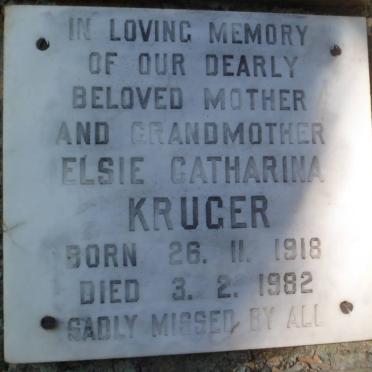 IN LOVING MEMORY
OF OUR DEARLY
BELOVED MOTHER
AND GRANDMOTHER
ELSIE CATHARINA
KRUGER
BORN 26. 11. 1918
DIED 3. 2. 1982
SADLY MISSED BY ALL